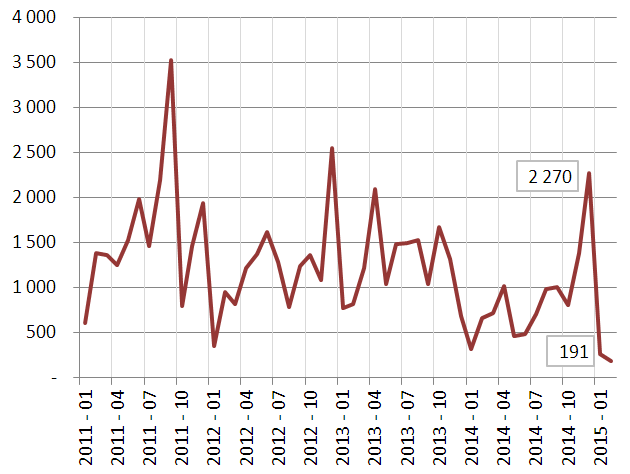 4 000
3 500
3 000
2 500
2 000
1 500
1 000
500
-
2 270
191
2011 - 01
2011 - 04
2011 - 07
2011 - 10
2012 - 01
2012 - 04
2012 - 07
2012 - 10
2013 - 01
2013 - 04
2013 - 07
2013 - 10
2014 - 01
2014 - 04
2014 - 07
2014 - 10
2015 - 01